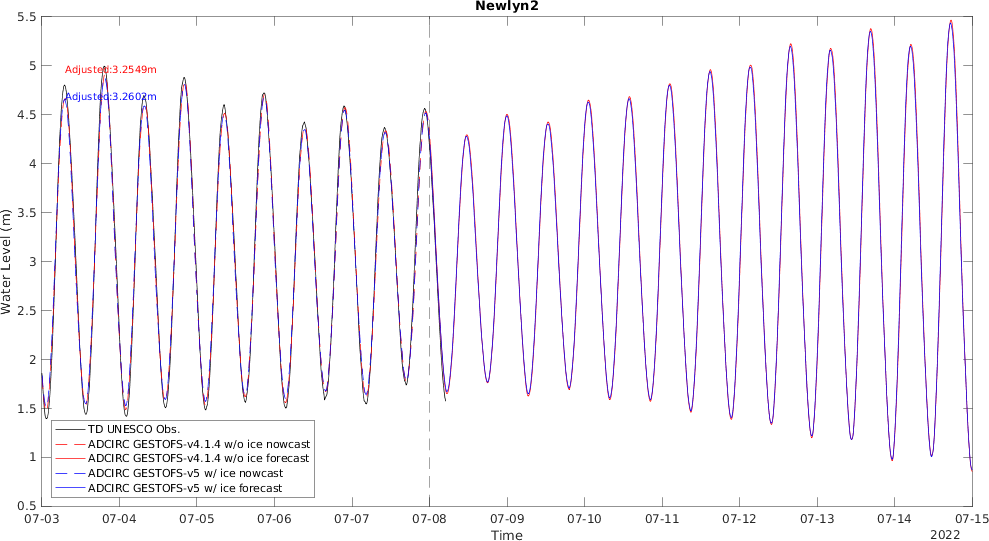 Newlyn2
5.5
5
4.5
4
3.5
3
2.5
2
1.5
1
0.5
Water Level (m)
Adjusted:3.2549m
Adjusted:3.2602m
TD UNESCO Obs.
ADCIRC GESTOFS-v4.1.4 w/o ice nowcast
ADCIRC GESTOFS-v4.1.4 w/o ice forecast
ADCIRC GESTOFS-v5 w/ ice nowcast
ADCIRC GESTOFS-v5 w/ ice forecast
07-03 07-04 07-05 07-06 07-07 07-08 07-09 07-10 07-11 07-12 07-13 07-14 07-15
Time
2022